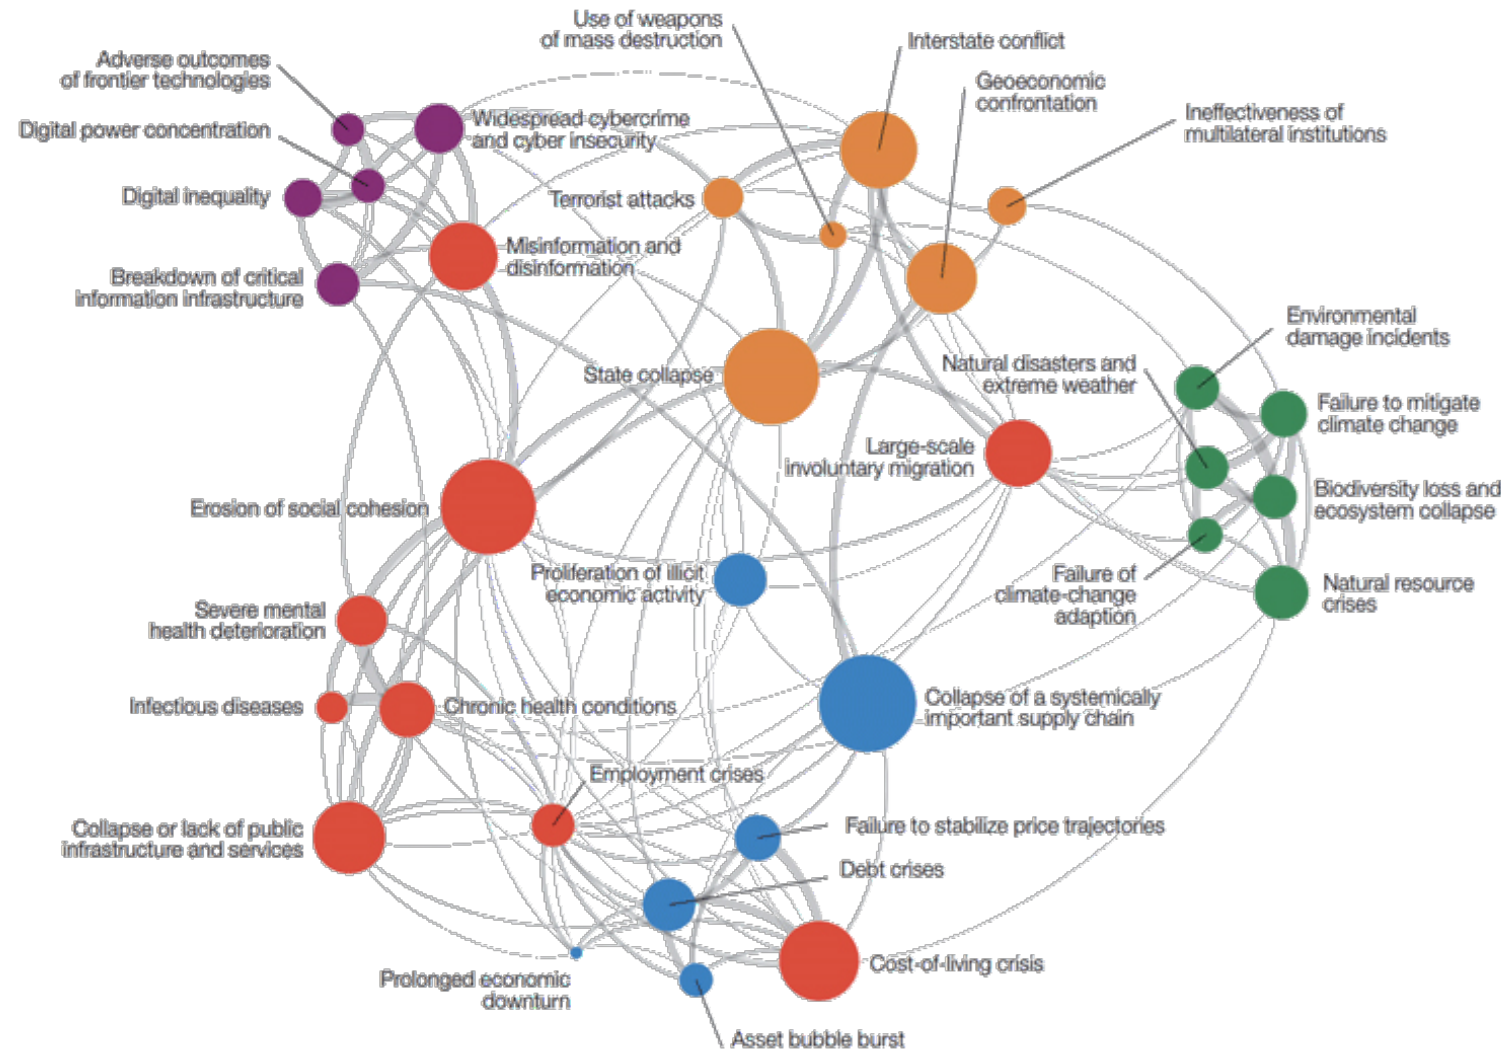 Use of weapons
of mass destruction
Interstate conflict
Adverse outcomes
of frontier technologies
Geoeconomic
confrontation
Ineffectiveness of
multilateral institutions
Widespread cybercrime
and cyber insecurity
Digital power concentration
Digital inequality
Terrorist attacks
Misinformation and
disinformation
Breakdown of critical
information infrastructure
Environmental
damage incidents
Natural disasters and
extreme weather
State collapse
Failure to mitigate
climate change
Large-scale
involuntary migration
Biodiversity loss and
ecosystem collapse
Erosion of social cohesion
Proliferation of illicit
economic activity
Failure of
climate-change
adaption
Natural resource
crises
Severe mental
health deterioration
Infectious diseases
Chronic health conditions
Collapse of a systemically
important supply chain
Employment crises
Collapse or lack of public
infrastructure and services
Failure to stabilize price trajectories
Debt crises
Cost-of-living crisis
Prolonged economic
downturn
Asset bubble burst